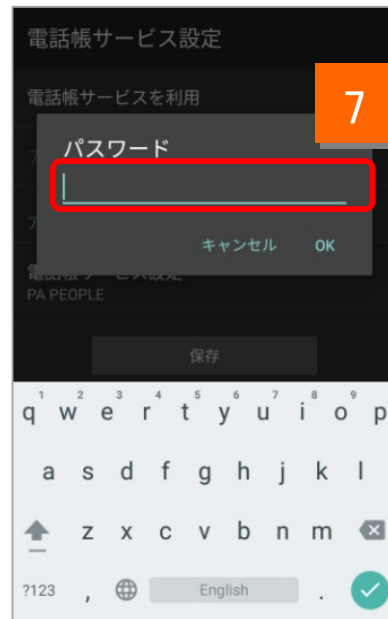 電話帳サービス設定
電話帳サービスを利用
7
パスワード
キャンセル
OK
PA PEOPLE
保存
1 2 3 4 5 6 7 8 9
q w e r t y u i o p
a s d f g h j k l
z x c v b n m
?123 , English .